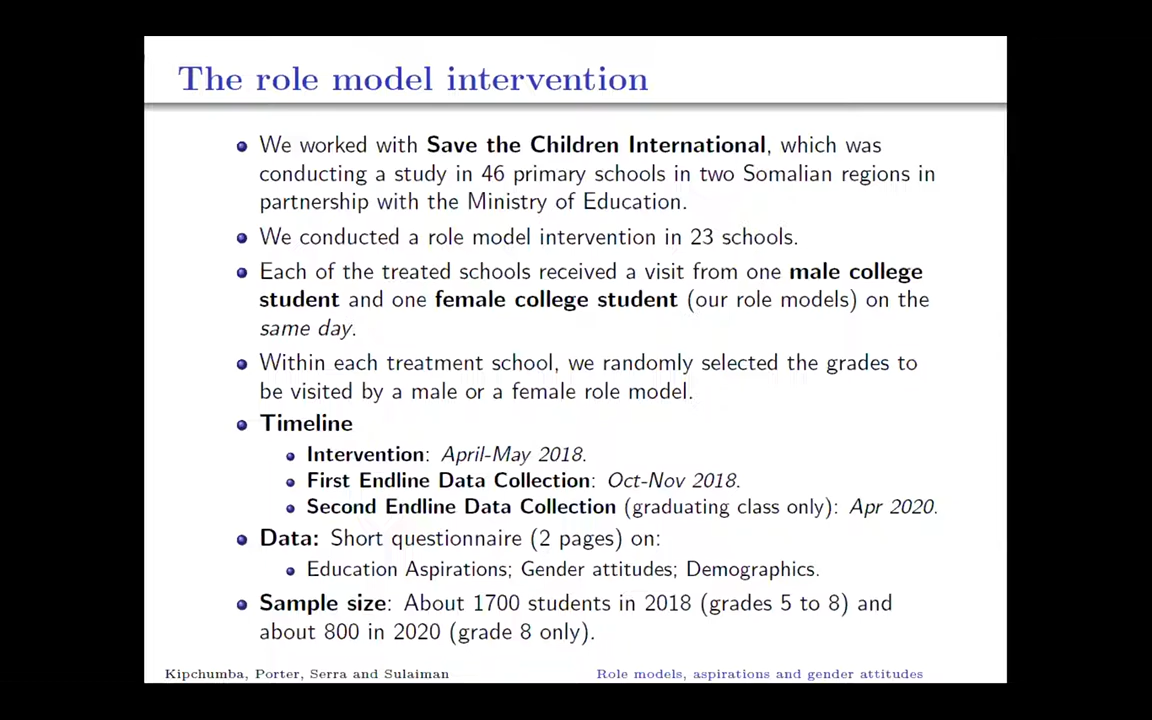 The role model intervention
We worked with Save the Children International, which was
conducting a study in 46 primary schools in two Somalian regions in
partnership with the Ministry of Education.
We conducted a role model intervention in 23 schools.
Each of the treated schools received a visit from one male college
student and one female college student (our role models) on the
same day.
Within each treatment school, we randomly selected the grades to
be visited by a male or a female role model.
Timeline
Intervention: April-May 2018.
First Endline Data Collection: Oct-Nov 2018.
Second Endline Data Collection (graduating class only): Apr 2020.
Data: Short questionnaire (2 pages) on:
Education Aspirations; Gender attitudes; Demographics.
Sample size: About 1700 students in 2018 (grades 5 to 8) and
about 800 in 2020 (grade 8 only).
Kipchumba, Porter, Serra and Sulaiman
Role models, aspirations and gender attitudes